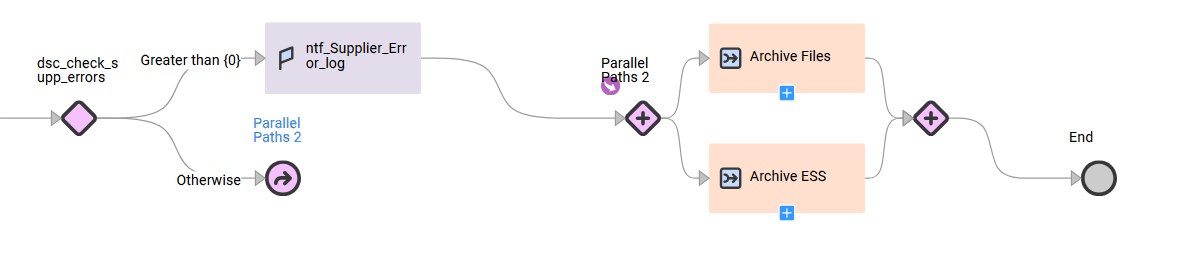 dsc_check_s
upp_errors
Greater than {0}
ntf_Supplier_Err
or_log
Parallel
Paths 2
Otherwise
Parallel
Paths 2
Archive Files
Archive ESS
End